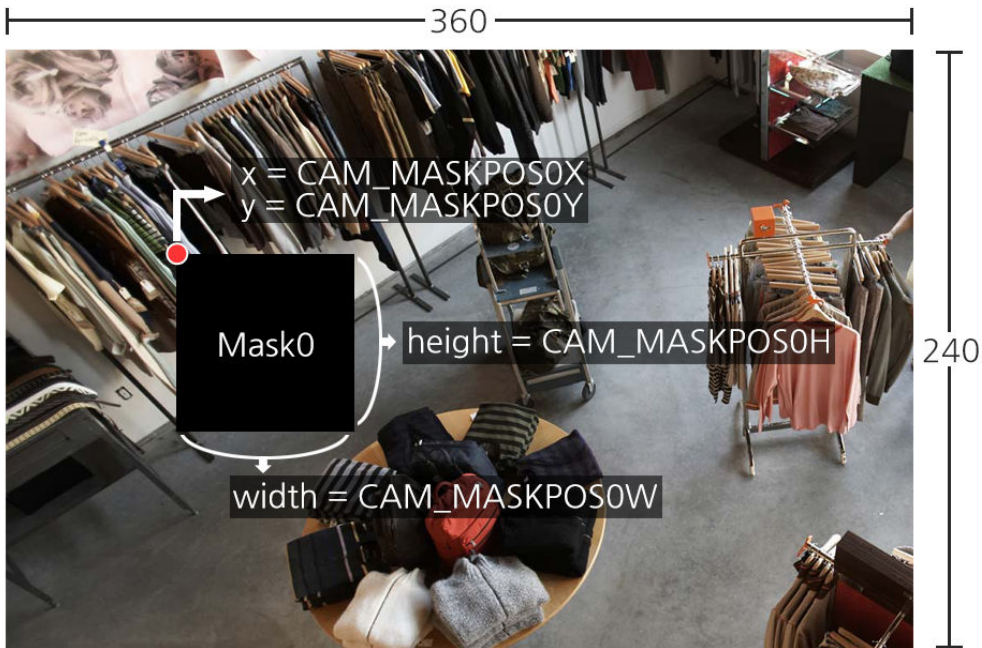 360
x = CAM_MASKPOS0X
y = CAM_MASKPOS0Y
Mask0
height = CAM_MASKPOS0H
240
width = CAM_MASKPOS0W